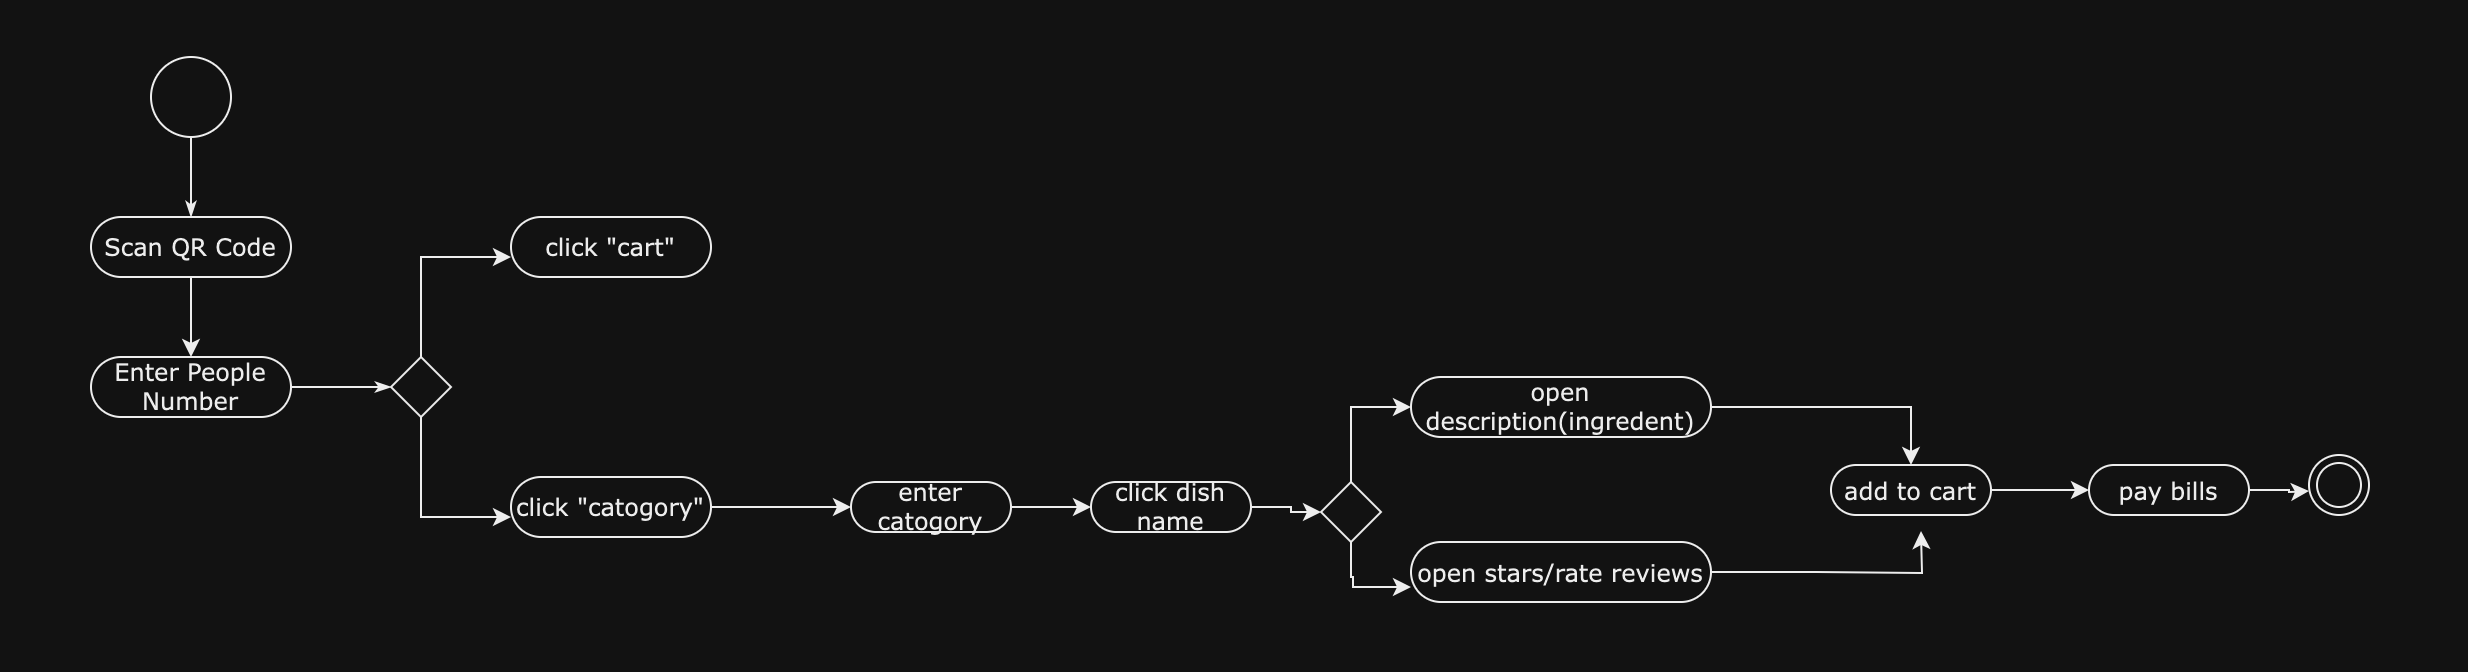 Scan QR Code
Enter People
Number
click "cart"
click "catogory"
enter
catogory
click dish
name
open
description(ingredent)
open stars/rate reviews
add to cart
pay bills